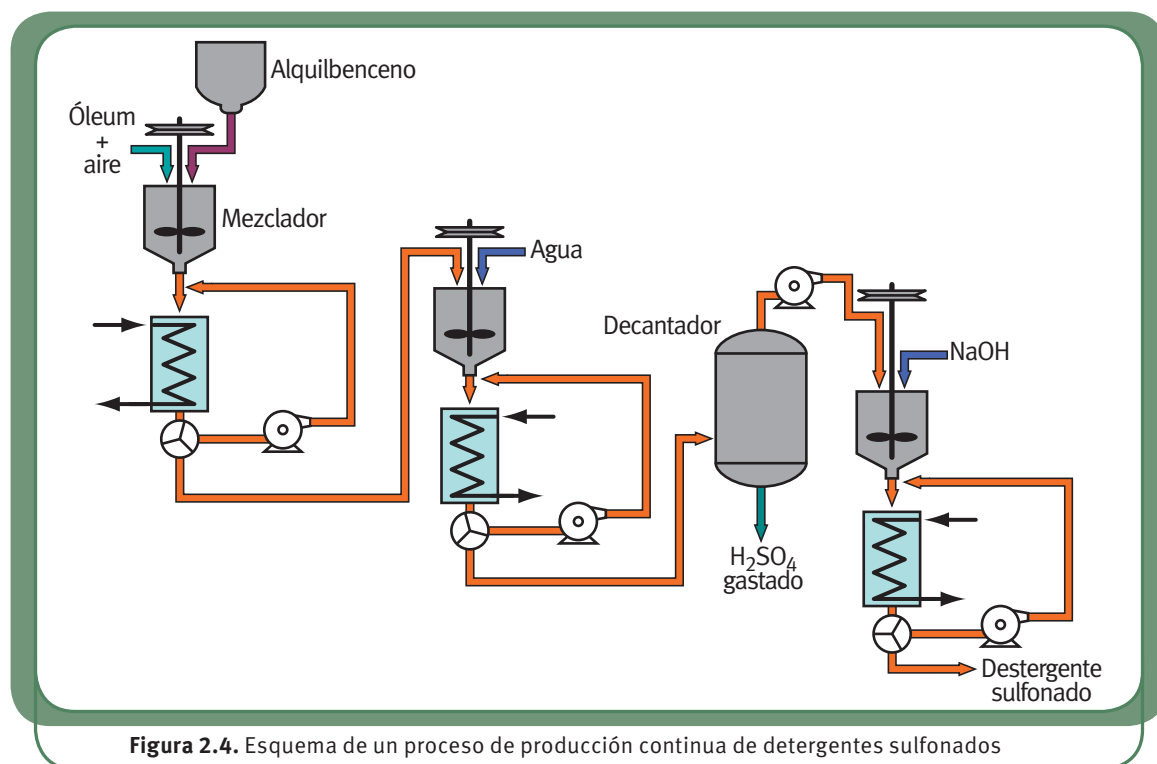 Alquilbenceno
Óleum
+
aire
Mezclador
Agua
Decantador
NaOH
H₂SO₄
gastado
Destergente
sulfonado
Figura 2.4. Esquema de un proceso de producción continua de detergentes sulfonados